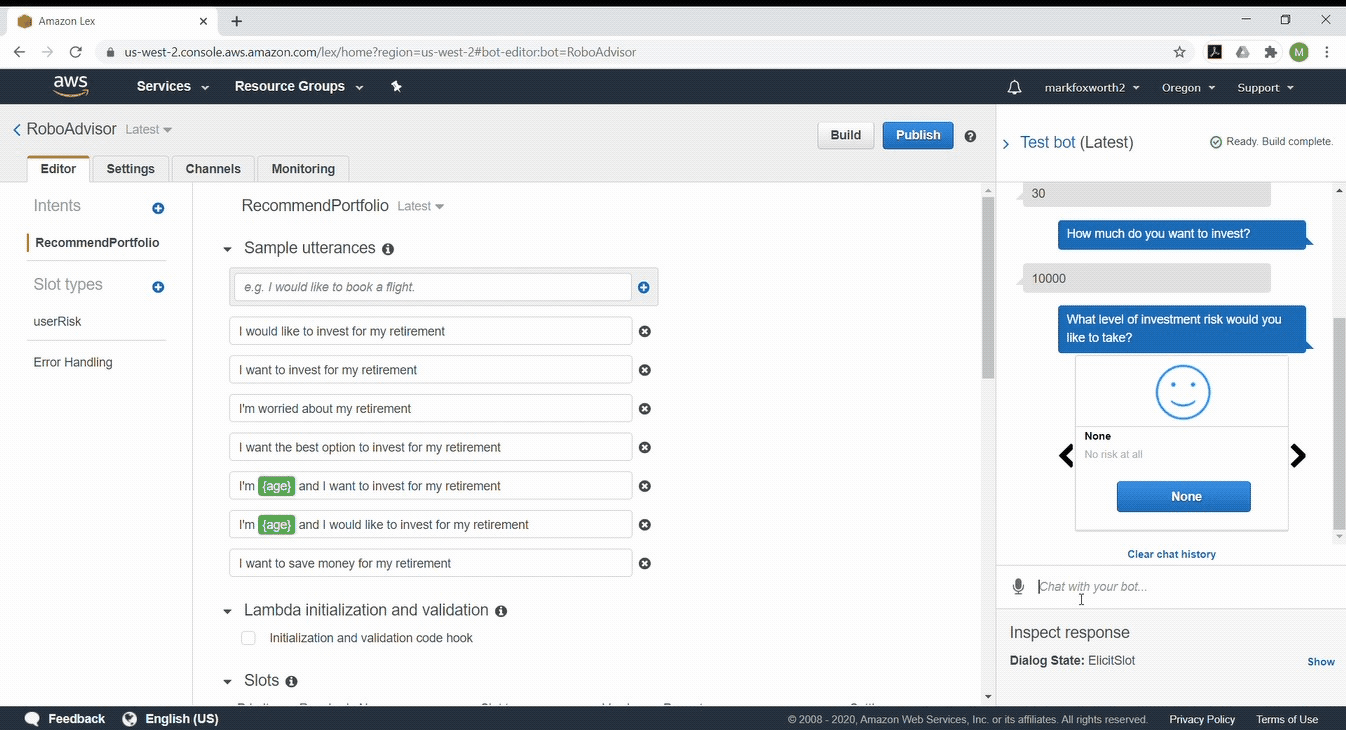 Amazon Lex
us-west-2.console.aws.amazon.com/lex/home?region=us-west-2#bot-editor:bot=RoboAdvisor
M
aws
Services
Resource Groups
markfoxworth2
Oregon
Support
RoboAdvisor Latest
Build
Publish
Test bot (Latest)
Ready. Build complete.
Editor
Settings
Channels
Monitoring
Intents
RecommendPortfolio
Slot types
userRisk
Error Handling
RecommendPortfolio Latest
Sample utterances
e.g. I would like to book a flight.
I would like to invest for my retirement
I want to invest for my retirement
I'm worried about my retirement
I want the best option to invest for my retirement
I'm {age} and I want to invest for my retirement
I'm {age} and I would like to invest for my retirement
I want to save money for my retirement
Lambda initialization and validation
Initialization and validation code hook
Slots
30
How much do you want to invest?
10000
What level of investment risk would you
like to take?
None
No risk at all
None
Clear chat history
Chat with your bot...
Inspect response
Dialog State: ElicitSlot
Show
Feedback
English (US)
© 2008 - 2020, Amazon Web Services, Inc. or its affiliates. All rights reserved.
Privacy Policy
Terms of Use